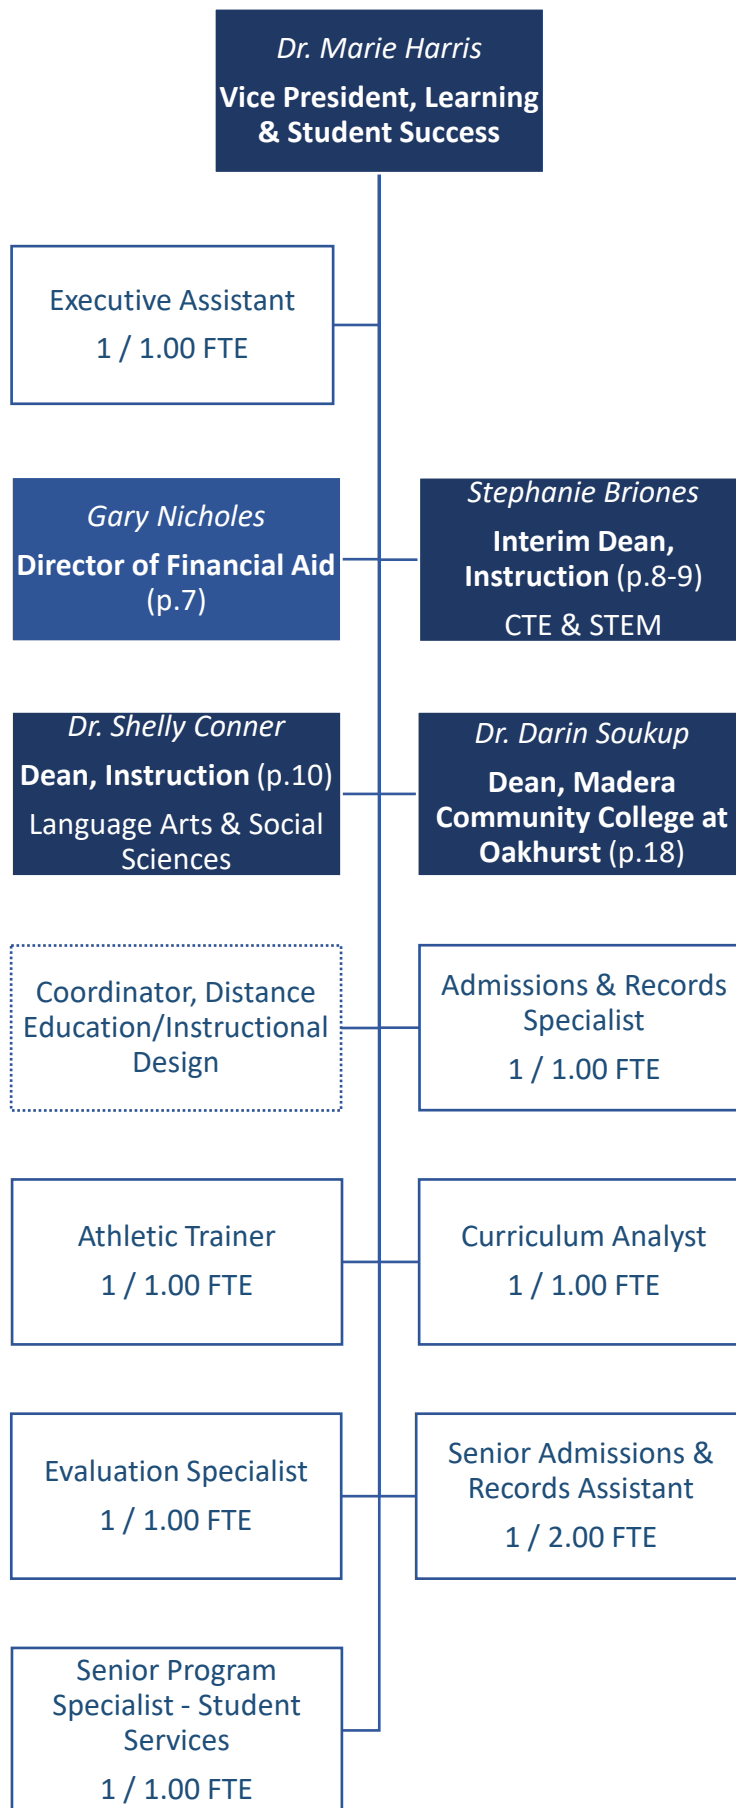 Dr. Marie Harris
Vice President, Learning
& Student Success
Executive Assistant
1 / 1.00 FTE
Gary Nicholes
Director of Financial Aid
(p.7)
Stephanie Briones
Interim Dean,
Instruction (p.8-9)
CTE & STEM
Dr. Shelly Conner
Dean, Instruction (p.10)
Language Arts & Social
Sciences
Dr. Darin Soukup
Dean, Madera
Community College at
Oakhurst (p.18)
Coordinator, Distance
Education/Instructional
Design
Admissions & Records
Specialist
1 / 1.00 FTE
Athletic Trainer
1 / 1.00 FTE
Curriculum Analyst
1 / 1.00 FTE
Evaluation Specialist
1 / 1.00 FTE
Senior Admissions &
Records Assistant
1 / 2.00 FTE
Senior Program
Specialist - Student
Services
1 / 1.00 FTE